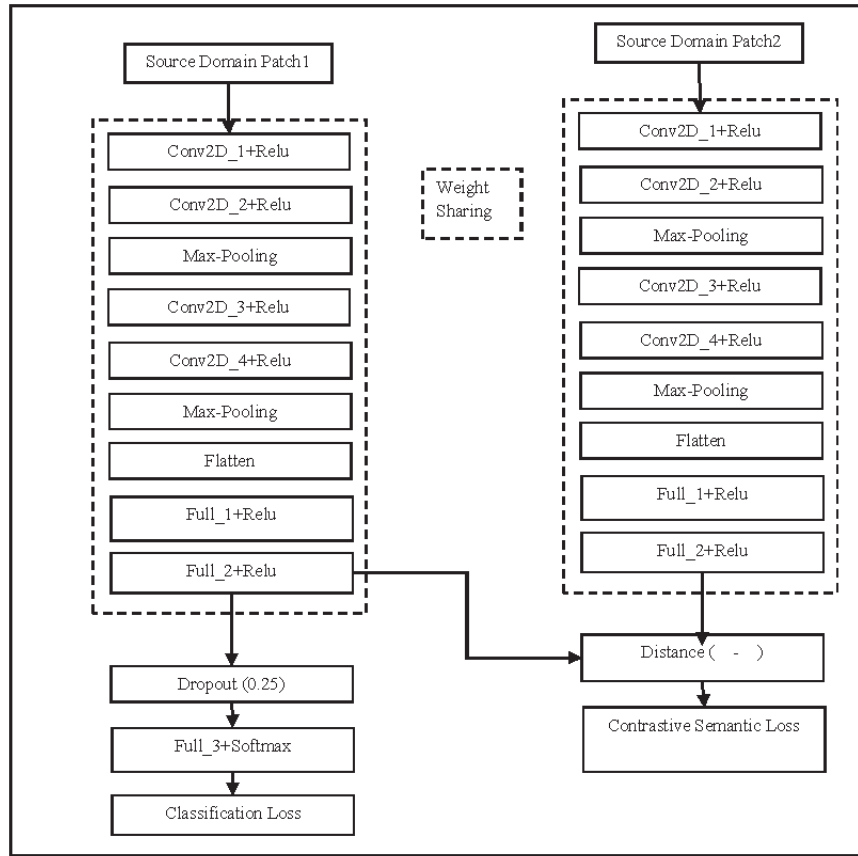 Source Domain Patch1
Conv2D_1+Relu
Conv2D_2+Relu
Max-Pooling
Conv2D_3+Relu
Conv2D_4+Relu
Max-Pooling
Flatten
Full_1+Relu
Full_2+Relu
Dropout (0.25)
Full_3+Softmax
Classification Loss
Weight
Sharing
Source Domain Patch2
Conv2D_1+Relu
Conv2D_2+Relu
Max-Pooling
Conv2D_3+Relu
Conv2D_4+Relu
Max-Pooling
Flatten
Full_1+Relu
Full_2+Relu
Distance ( - )
Contrastive Semantic Loss